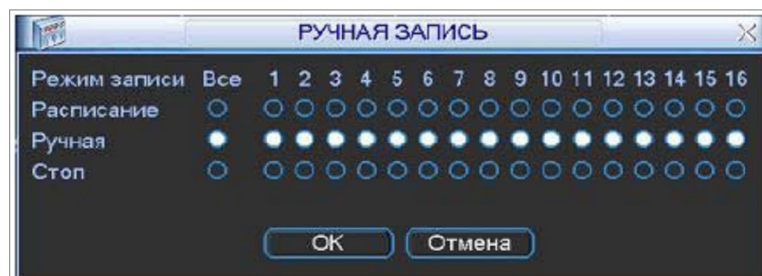 РУЧНАЯ ЗАПИСЬ
Режим записи Все 1 2 3 4 5 6 7 8 9 10 11 12 13 14 15 16
Расписание
Ручная
Стоп
OK Отмена